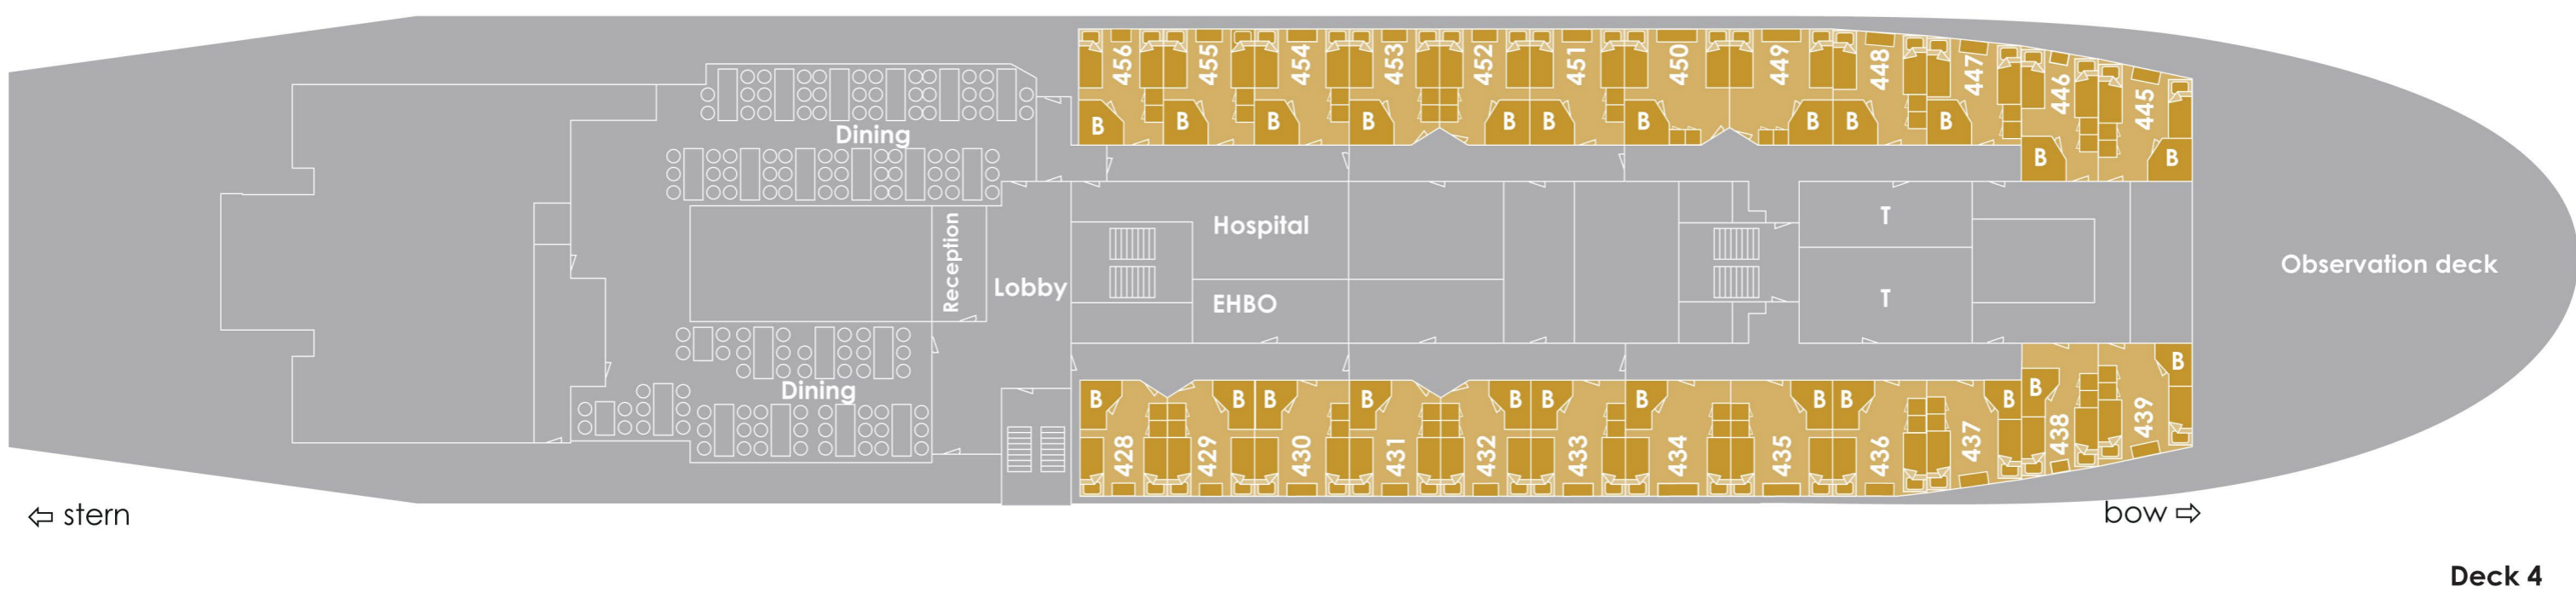 456
455
454
453
452
451
450
449
448
447
446
445
B
B
B
B
B
B
B
B
B
B
B
B
Dining
Reception
Lobby
Hospital
EHBO
T
T
Observation deck
Dining
B
B
B
B
B
B
B
B
B
B
B
B
428
429
430
431
432
433
434
435
436
437
438
439
⇦ stern
bow ⇨
Deck 4